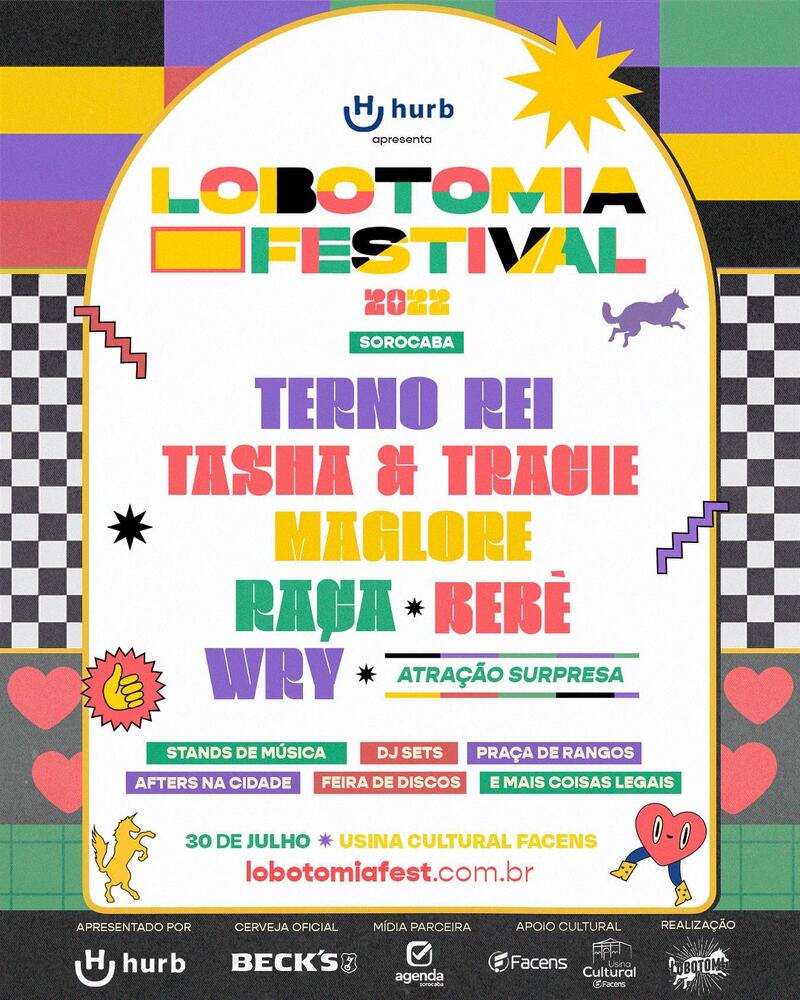 hurb
apresenta
LOBOTOMIA
FESTIVAL
2022
SOROCABA
TERNO REI
TASHA & TRACIE
MAGLORE
RAÇA BEBÉ
WRY ATRAÇÃO SURPRESA
STANDS DE MÚSICA DJ SETS PRAÇA DE RANGOS
AFTERS NA CIDADE FEIRA DE DISCOS E MAIS COISAS LEGAIS
30 DE JULHO USINA CULTURAL FACENS
lobotomiafest.com.br
APRESENTADO POR CERVEJA OFICIAL MÍDIA PARCEIRA APOIO CULTURAL REALIZAÇÃO
hurb BECK'S agenda sorocaba Facens Usina Cultural Facens LOBOTOMIA